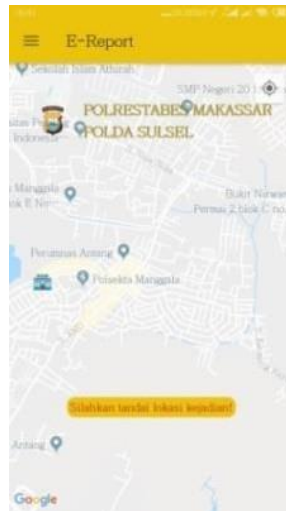 E-Report
Sekolah Islam Athirah
SMP Negeri 20
POLRESTABES MAKASSAR
POLDA SULSEL
Indonesia
Manggala
Bukit Nirwana
Permai 2 blok C no
Perumnas Antang
Polsekta Manggala
Silahkan tandai lokasi kejadian!
Antang
Google